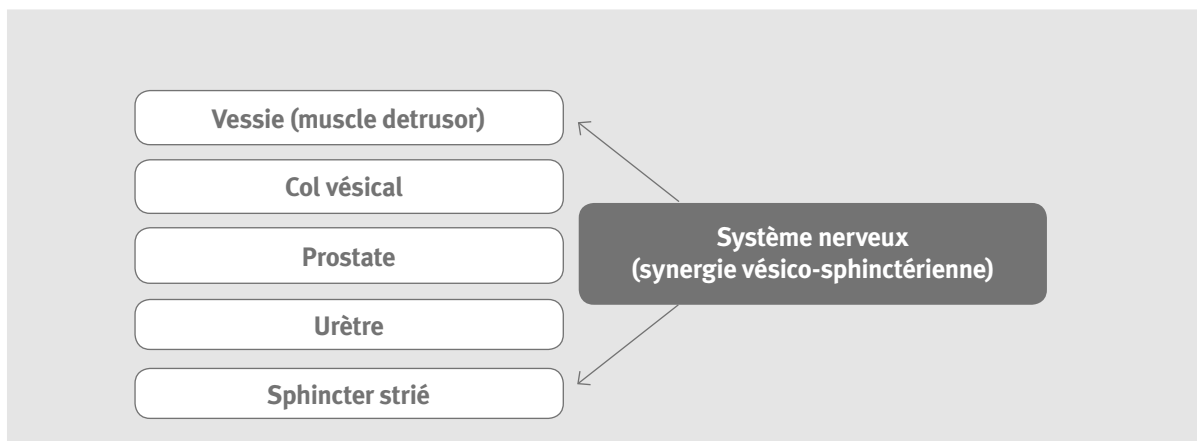 Vessie (muscle detrusor)
Col vésical
Prostate
Urètre
Sphincter strié
Système nerveux
(synergie vésico-sphinctérienne)